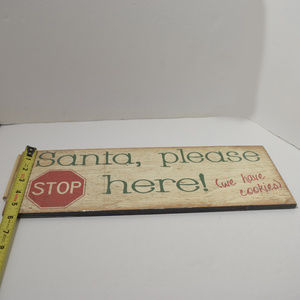 Santa, please
STOP here! (we have
cookies)